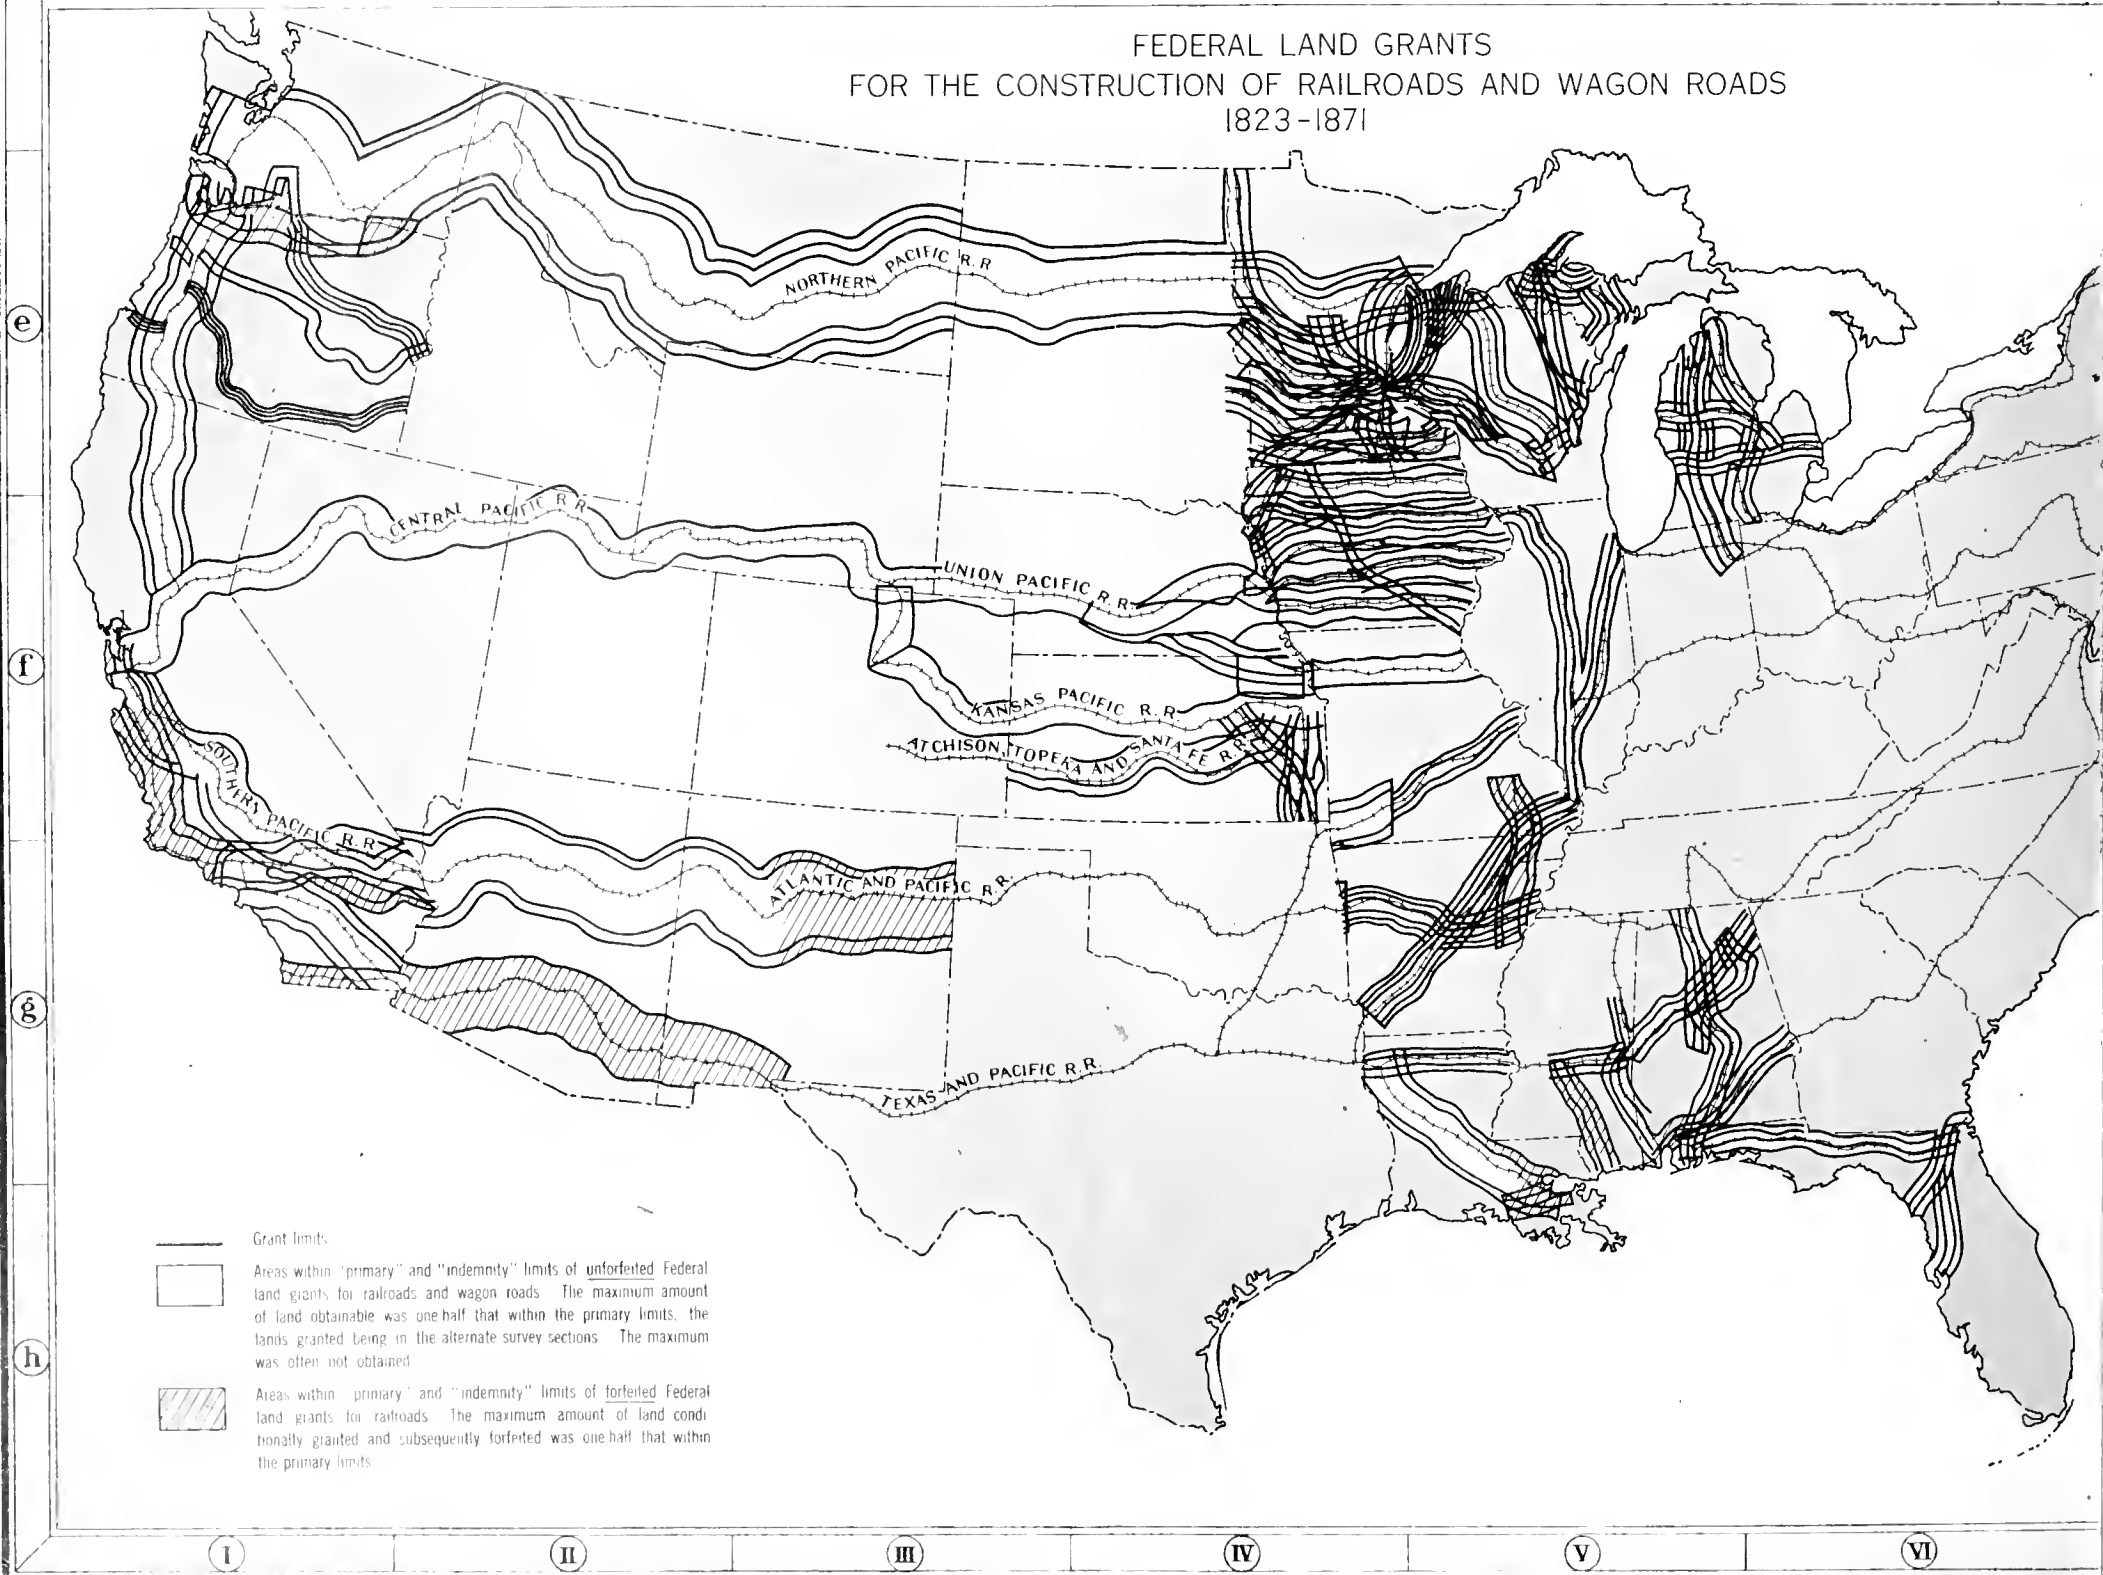 FEDERAL LAND GRANTS
FOR THE CONSTRUCTION OF RAILROADS AND WAGON ROADS
1823-1871
NORTHERN PACIFIC R.R
CENTRAL PACIFIC R R
UNION PACIFIC R.R.
KANSAS PACIFIC R.R.
ATCHISON, TOPEKA AND SANTA FE R.R.
SOUTHERN PACIFIC R.R
ATLANTIC AND PACIFIC R.R.
TEXAS AND PACIFIC R.R.
Grant limits
Areas within "primary" and "indemnity" limits of unforfeited Federal
land grants for railroads and wagon roads The maximum amount
of land obtainable was one half that within the primary limits, the
lands granted being in the alternate survey sections The maximum
was often not obtained
Areas within primary' and "indemnity" limits of forfeited Federal
land grants for railroads The maximum amount of land condi
tionally granted and subsequently forfeited was one half that within
the primary limits
e
f
g
h
I
II
III
IV
V
VI